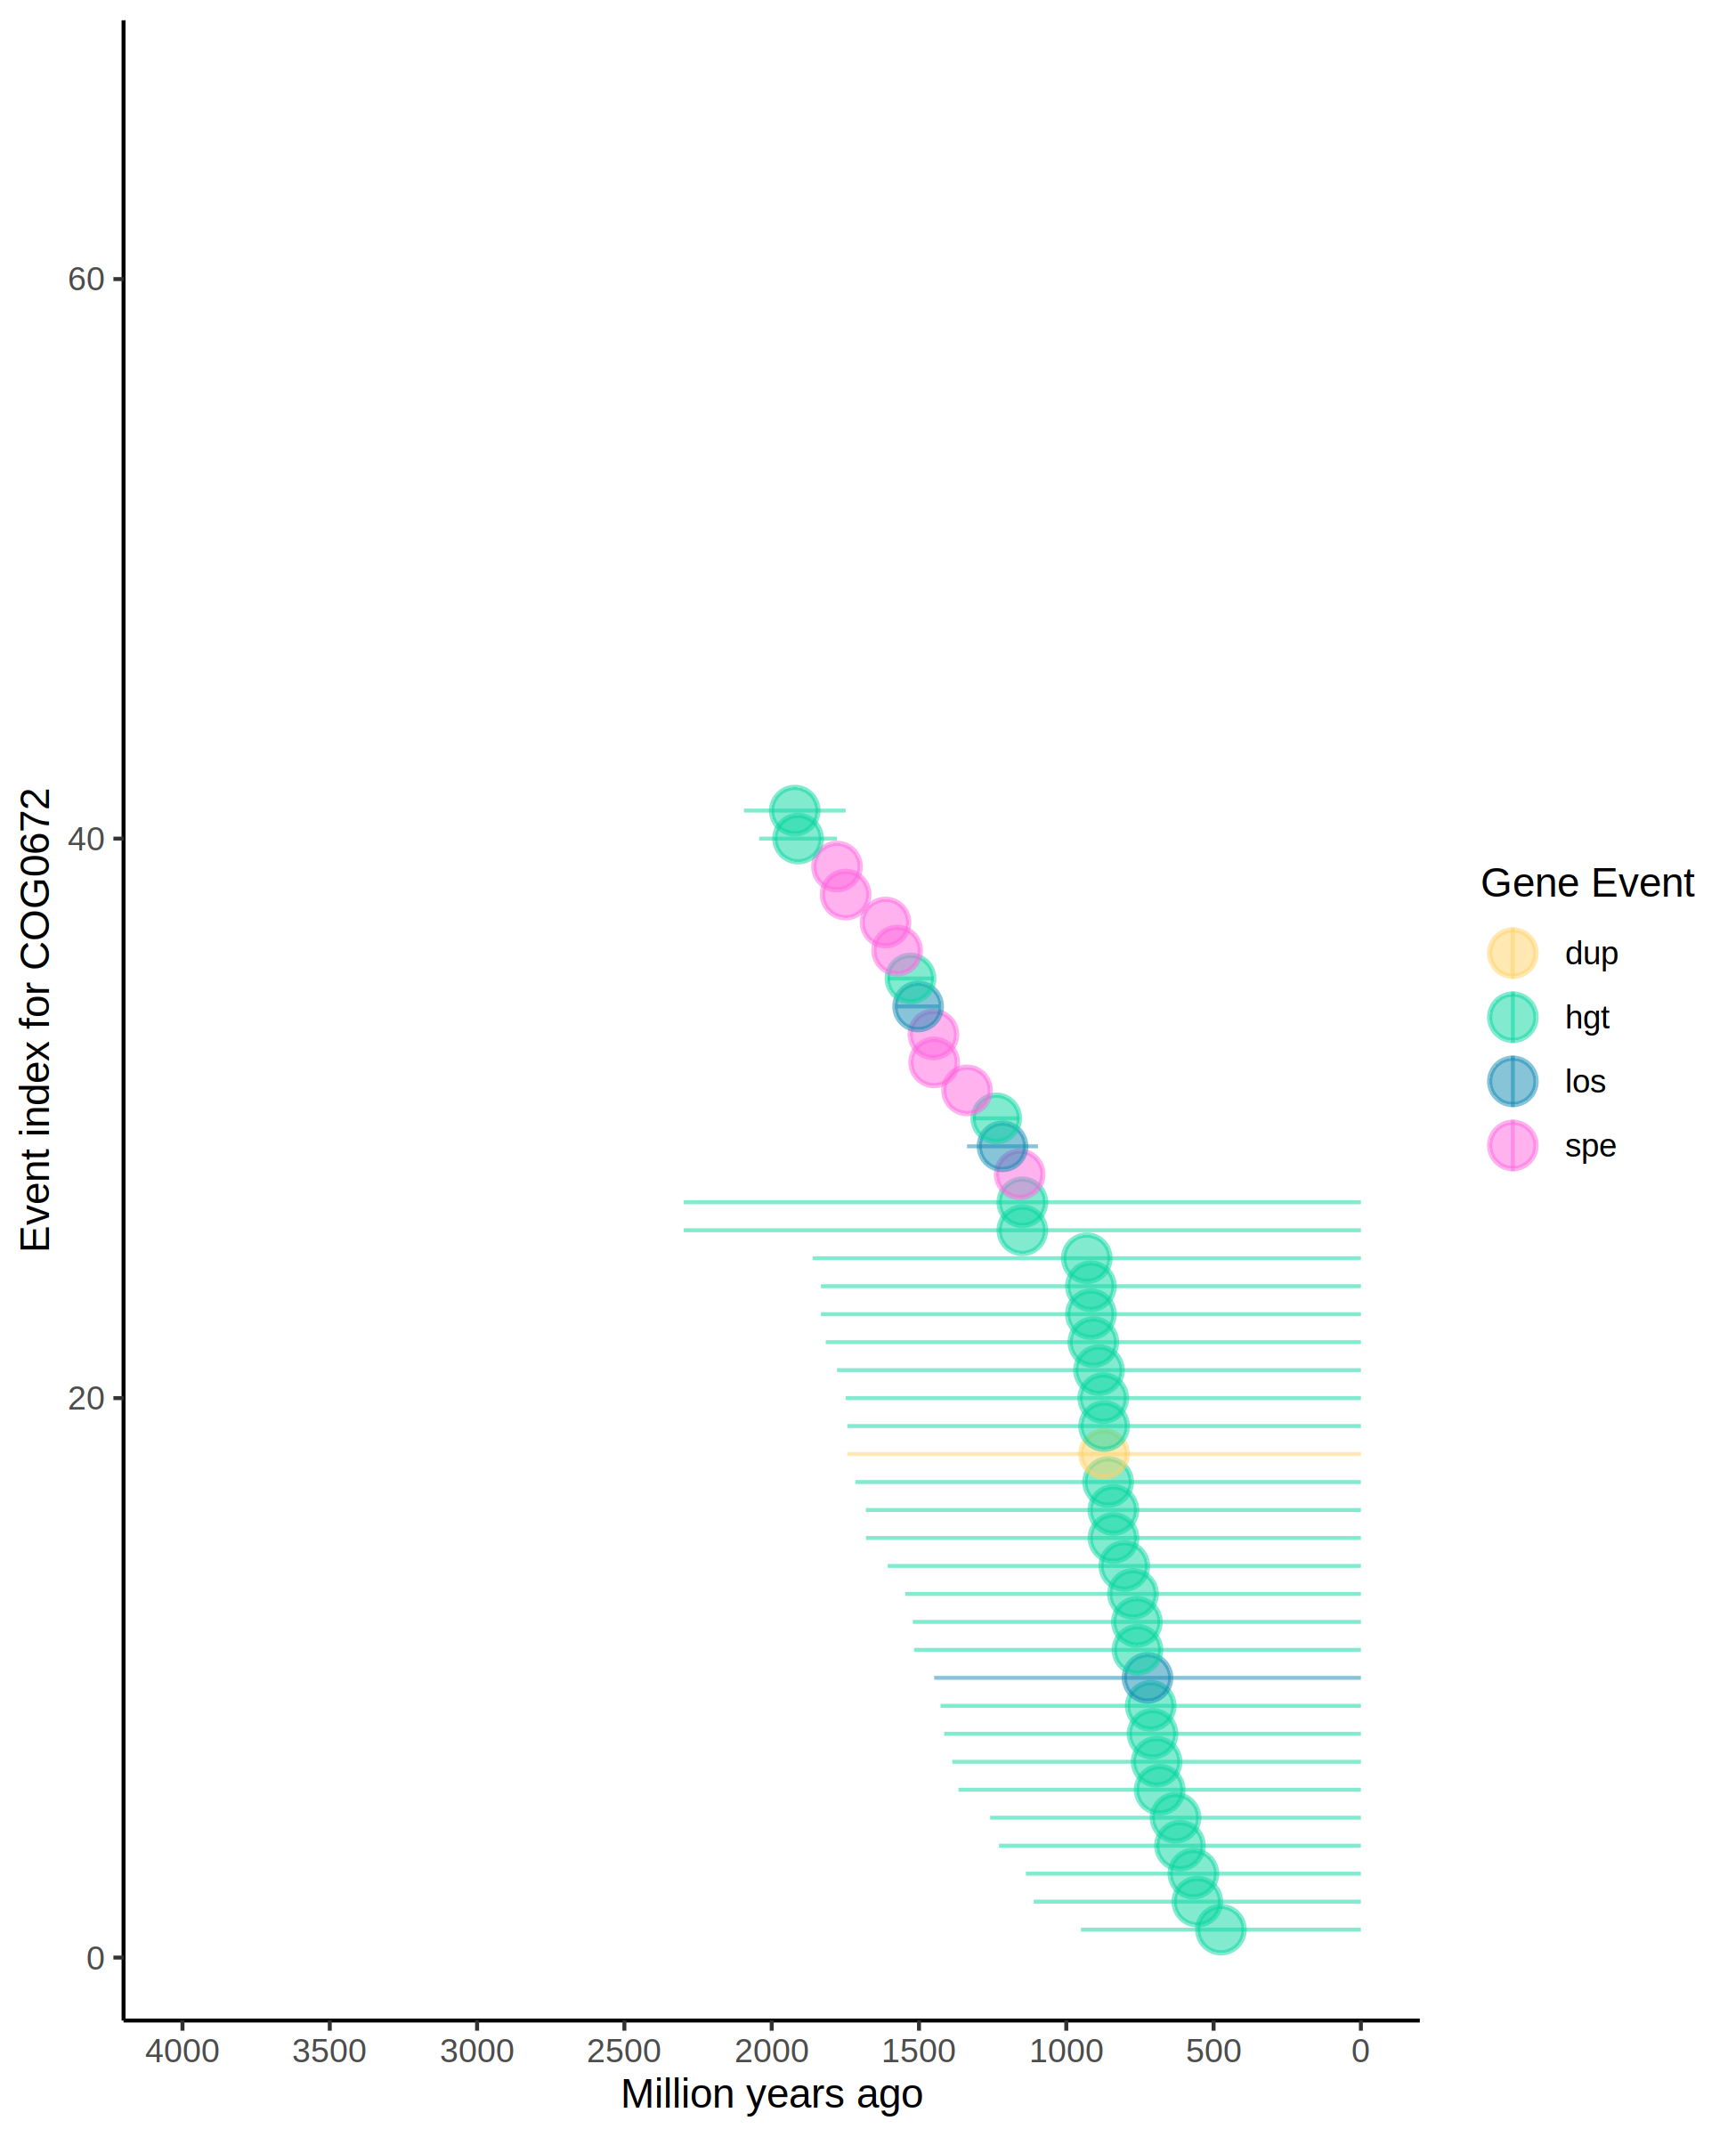 Event index for COG0672
60
40
20
0
4000 3500 3000 2500 2000 1500 1000 500 0
Million years ago
Gene Event
dup
hgt
los
spe